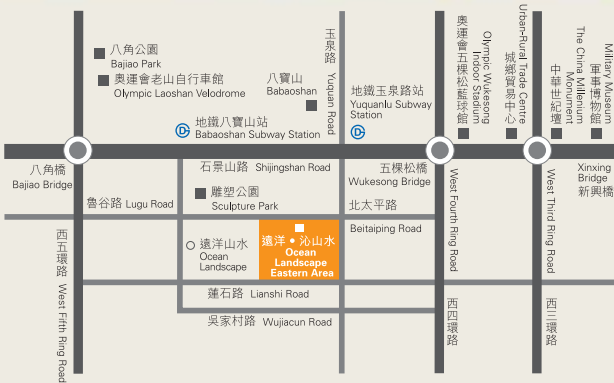 八角公園
Bajiao Park
奧運會老山自行車館
Olympic Laoshan Velodrome
八寶山
Babaoshan
地鐵八寶山站
Babaoshan Subway Station
玉泉路 Yuquan Road
地鐵玉泉路站
Yuquanlu Subway
Station
奧運會五棵松籃球館
Olympic Wukesong
Indoor Stadium
城鄉貿易中心
Urban-Rural Trade Centre
中華世紀壇
The China Millenium
Monument
軍事博物館
Military Museum
八角橋
Bajiao Bridge
石景山路 Shijingshan Road
五棵松橋
Wukesong Bridge
Xinxing
Bridge
新興橋
魯谷路 Lugu Road
雕塑公園
Sculpture Park
北太平路
Beitaiping Road
遠洋山水
Ocean
Landscape
遠洋 • 沁山水
Ocean
Landscape
Eastern Area
蓮石路 Lianshi Road
吳家村路 Wujiacun Road
西五環路 West Fifth Ring Road
West Fourth Ring Road
西四環路
West Third Ring Road
西三環路